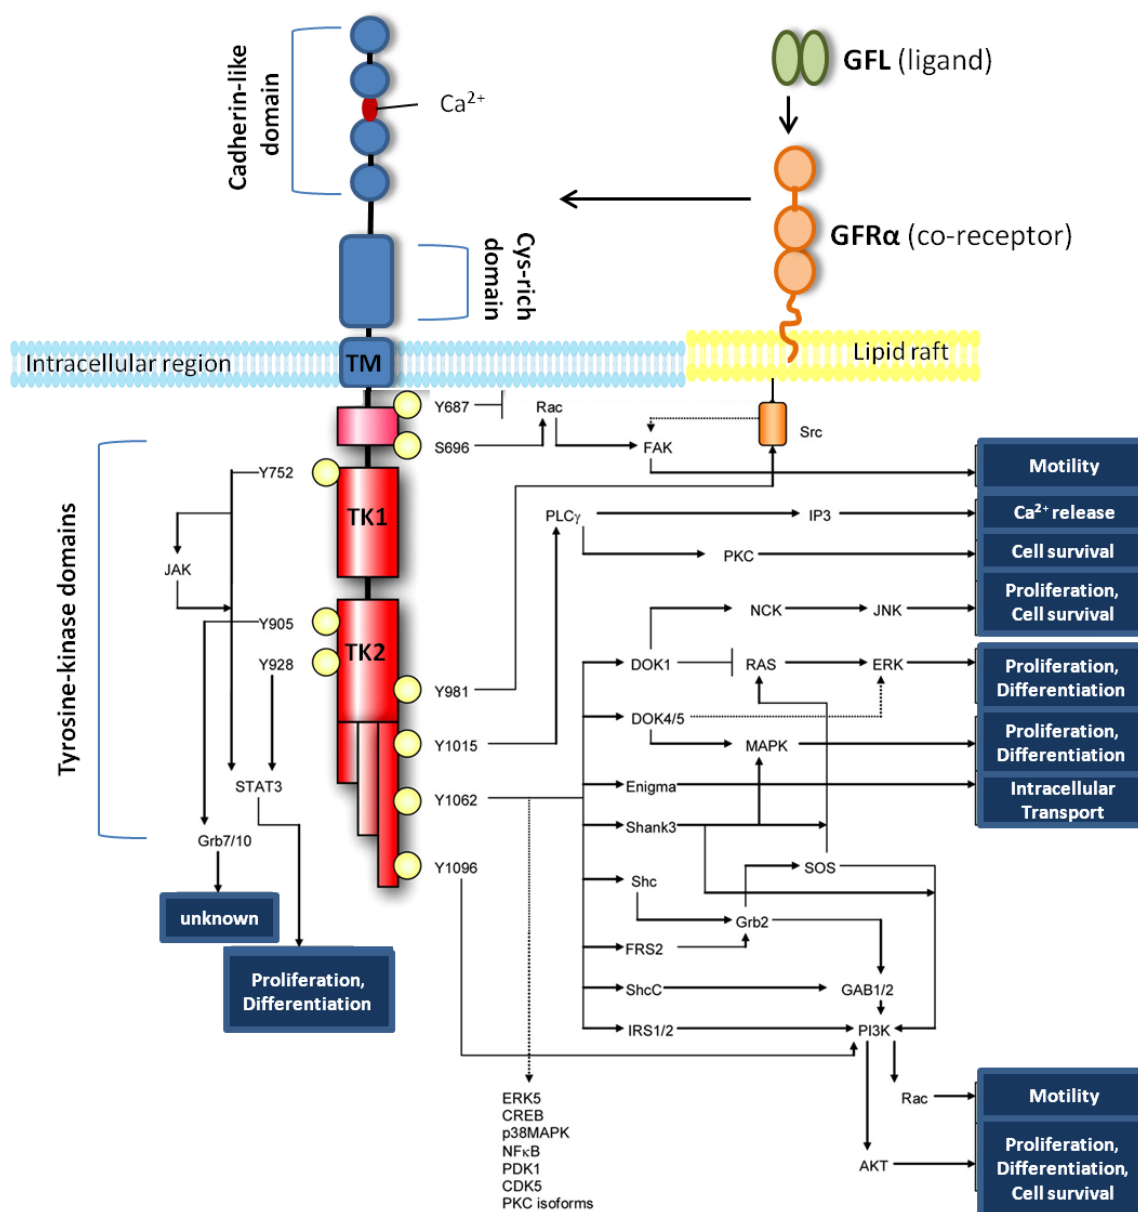 Cadherin-like
domain
Ca²⁺
GFL (ligand)
GFRα (co-receptor)
Cys-rich
domain
Intracellular region
TM
Lipid raft
Tyrosine-kinase domains
Y687
Rac
S696
FAK
Src
Motility
Y752
TK1
PLCγ
IP3
Ca²⁺ release
JAK
PKC
Cell survival
NCK
JNK
Proliferation,
Cell survival
Y905
TK2
Y928
DOK1
RAS
ERK
Proliferation,
Differentiation
Y981
DOK4/5
Y1015
MAPK
Proliferation,
Differentiation
STAT3
Y1062
Enigma
Intracellular
Transport
Shank3
Grb7/10
Y1096
SOS
Shc
unknown
Grb2
FRS2
Proliferation,
Differentiation
ShcC
GAB1/2
IRS1/2
PI3K
ERK5
CREB
p38MAPK
NFκB
PDK1
CDK5
PKC isoforms
Rac
Motility
AKT
Proliferation,
Differentiation,
Cell survival